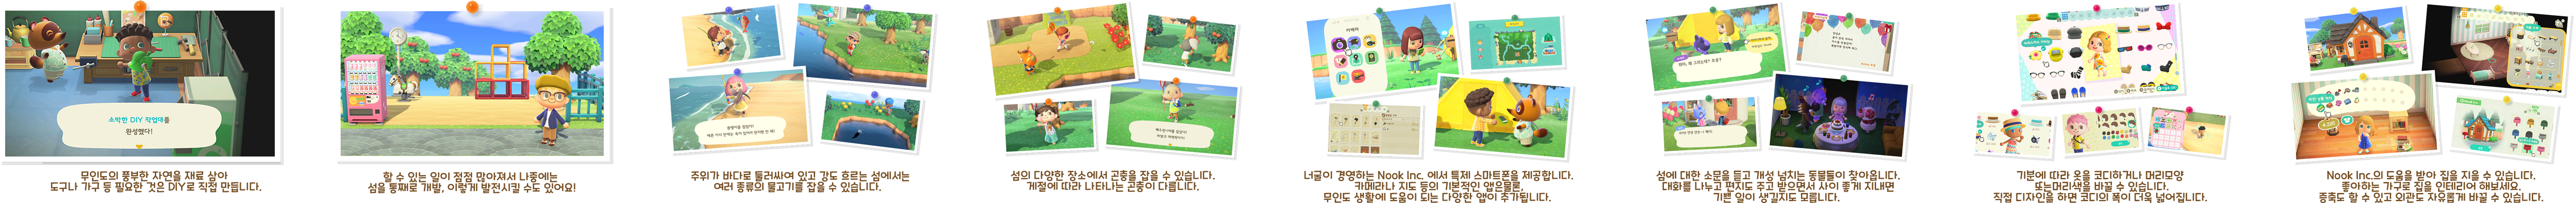 소박한 DIY 작업대를
완성했다!
무인도의 풍부한 자연을 재료 삼아
도구나 가구 등 필요한 것은 DIY로 직접 만듭니다.
할 수 있는 일이 점점 많아져서 나중에는
섬을 통째로 개발, 이렇게 발전시킬 수도 있어요!
주위가 바다로 둘러싸여 있고 강도 흐르는 섬에서는
여러 종류의 물고기를 잡을 수 있습니다.
섬의 다양한 장소에서 곤충을 잡을 수 있습니다.
계절에 따라 나타나는 곤충이 다릅니다.
카메라
너굴이 경영하는 Nook Inc. 에서 특제 스마트폰을 제공합니다.
카메라나 지도 등의 기본적인 앱은물론,
무인도 생활에 도움이 되는 다양한 앱이 추가됩니다.
섬에 대한 소문을 듣고 개성 넘치는 동물들이 찾아옵니다.
대화를 나누고 편지도 주고 받으면서 사이 좋게 지내면
기쁜 일이 생길지도 모릅니다.
기분에 따라 옷을 코디하거나 머리모양
또는머리색을 바꿀 수 있습니다.
직접 디자인을 하면 코디의 폭이 더욱 넓어집니다.
Nook Inc.의 도움을 받아 집을 지을 수 있습니다.
좋아하는 가구로 집을 인테리어 해보세요.
증축도 할 수 있고 외관도 자유롭게 바꿀 수 있습니다.